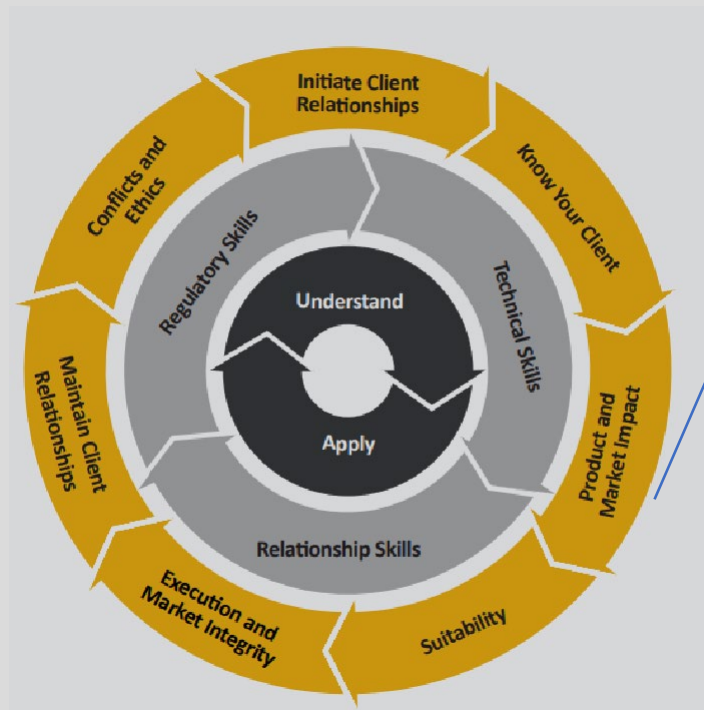 Initiate Client
Relationships
Know Your Client
Product and
Market Impact
Suitability
Execution and
Market Integrity
Maintain Client
Relationships
Conflicts and
Ethics
Regulatory Skills
Technical Skills
Relationship Skills
Understand
Apply